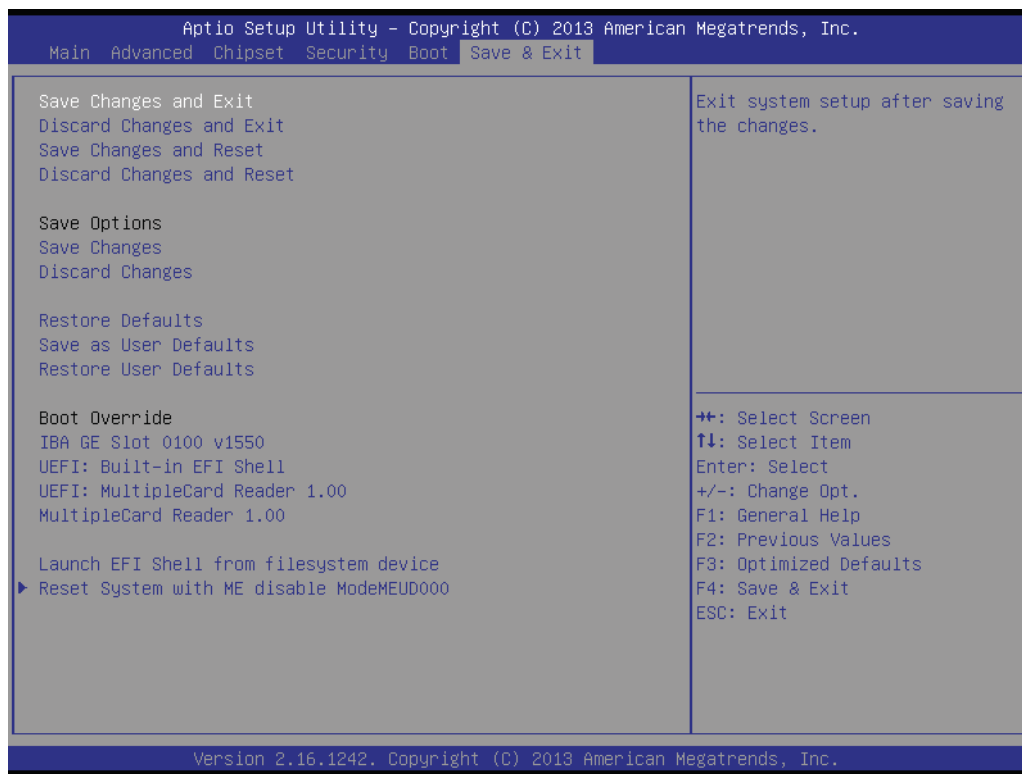 Aptio Setup Utility – Copyright (C) 2013 American Megatrends, Inc.
Main Advanced Chipset Security Boot Save & Exit
Save Changes and Exit
Discard Changes and Exit
Save Changes and Reset
Discard Changes and Reset
Save Options
Save Changes
Discard Changes
Restore Defaults
Save as User Defaults
Restore User Defaults
Boot Override
IBA GE Slot 0100 v1550
UEFI: Built-in EFI Shell
UEFI: MultipleCard Reader 1.00
MultipleCard Reader 1.00
Launch EFI Shell from filesystem device
▶ Reset System with ME disable ModeMEUD000
Exit system setup after saving
the changes.
→←: Select Screen
↑↓: Select Item
Enter: Select
+/-: Change Opt.
F1: General Help
F2: Previous Values
F3: Optimized Defaults
F4: Save & Exit
ESC: Exit
Version 2.16.1242. Copyright (C) 2013 American Megatrends, Inc.